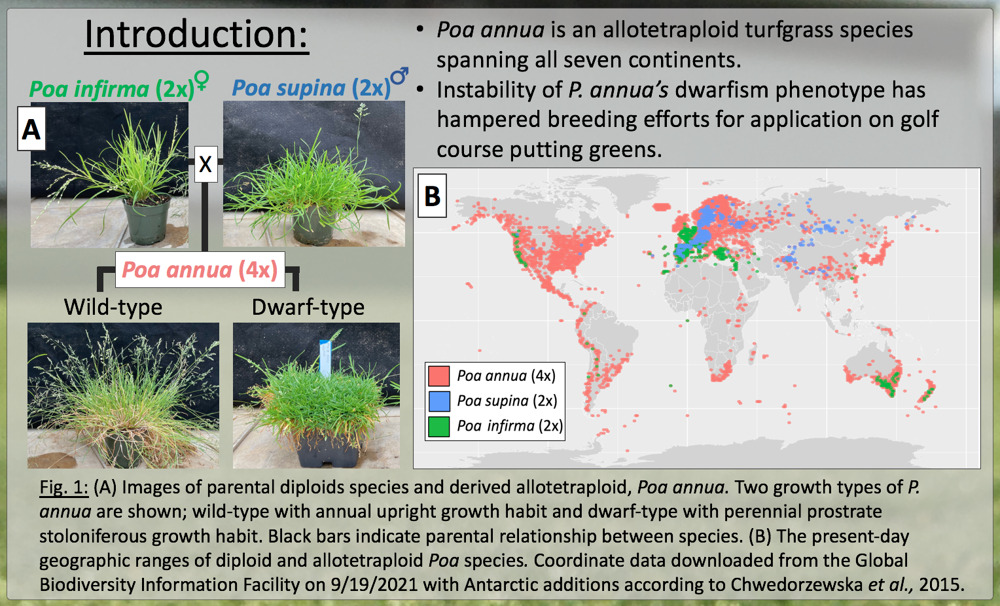 Introduction:
Poa infirma (2x)♀
Poa supina (2x)♂
A
X
Poa annua (4x)
Wild-type
Dwarf-type
• Poa annua is an allotetraploid turfgrass species
spanning all seven continents.
• Instability of P. annua’s dwarfism phenotype has
hampered breeding efforts for application on golf
course putting greens.
B
Poa annua (4x)
Poa supina (2x)
Poa infirma (2x)
Fig. 1: (A) Images of parental diploids species and derived allotetraploid, Poa annua. Two growth types of P.
annua are shown; wild-type with annual upright growth habit and dwarf-type with perennial prostrate
stoloniferous growth habit. Black bars indicate parental relationship between species. (B) The present-day
geographic ranges of diploid and allotetraploid Poa species. Coordinate data downloaded from the Global
Biodiversity Information Facility on 9/19/2021 with Antarctic additions according to Chwedorzewska et al., 2015.